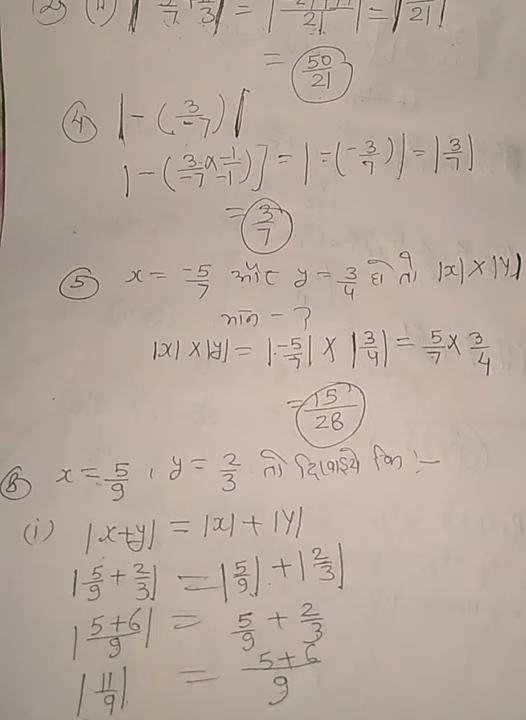 = 50/21
④ |-(3/-7)|
|-(3/-7 × -1/-1)] = |=(-3/7)| = |3/7|
= 3/7
⑤ x = -5/7 और y = 3/4 हो तो |x|×|y|
मान - ?
|x|×|y| = |-5/7| × |3/4| = 5/7 × 3/4
= 15/28
x = 5/9, y = 2/3 तो दिखाइये कि :-
(i) |x+y| = |x|+|y|
|5/9 + 2/3| = |5/9| + |2/3|
|5+6/9| = 5/9 + 2/3
|11/9| = 5+6/9